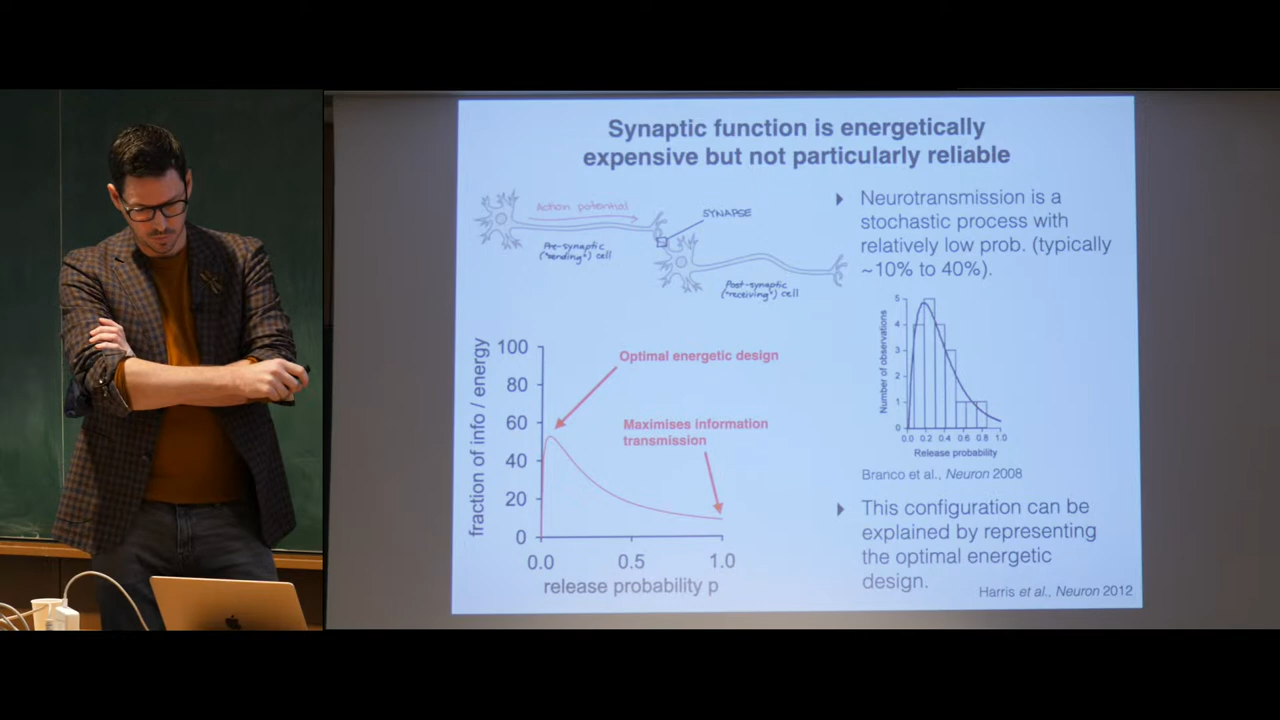 Synaptic function is energetically
expensive but not particularly reliable
Action potential
SYNAPSE
Pre-synaptic
("sending") cell
Post-synaptic
("receiving") cell
Neurotransmission is a
stochastic process with
relatively low prob. (typically
~10% to 40%).
Number of observations
5
4
3
2
1
0
0.0 0.2 0.4 0.6 0.8 1.0
Release probability
Branco et al., Neuron 2008
fraction of info / energy
100
80
60
40
20
0
Optimal energetic design
Maximises information
transmission
0.0 0.5 1.0
release probability p
This configuration can be
explained by representing
the optimal energetic
design.
Harris et al., Neuron 2012